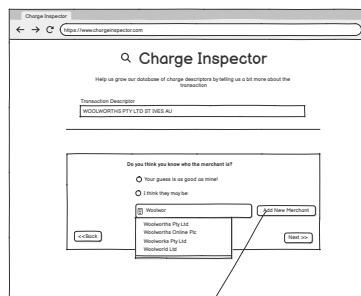 Charge Inspector
https://www.chargeinspector.com
Charge Inspector
Help us grow our database of charge descriptors by telling us a bit more about the
transaction
Transaction Descriptor
WOOLWORTHS PTY LTD ST IVES AU
Do you think you know who the merchant is?
Your guess is as good as mine!
I think they may be:
Woolwor
Add New Merchant
Woolworths Pty Ltd
Woolworths Online Plc
Woolworks Pty Ltd
Woolworld Ltd
<<Back
Next >>